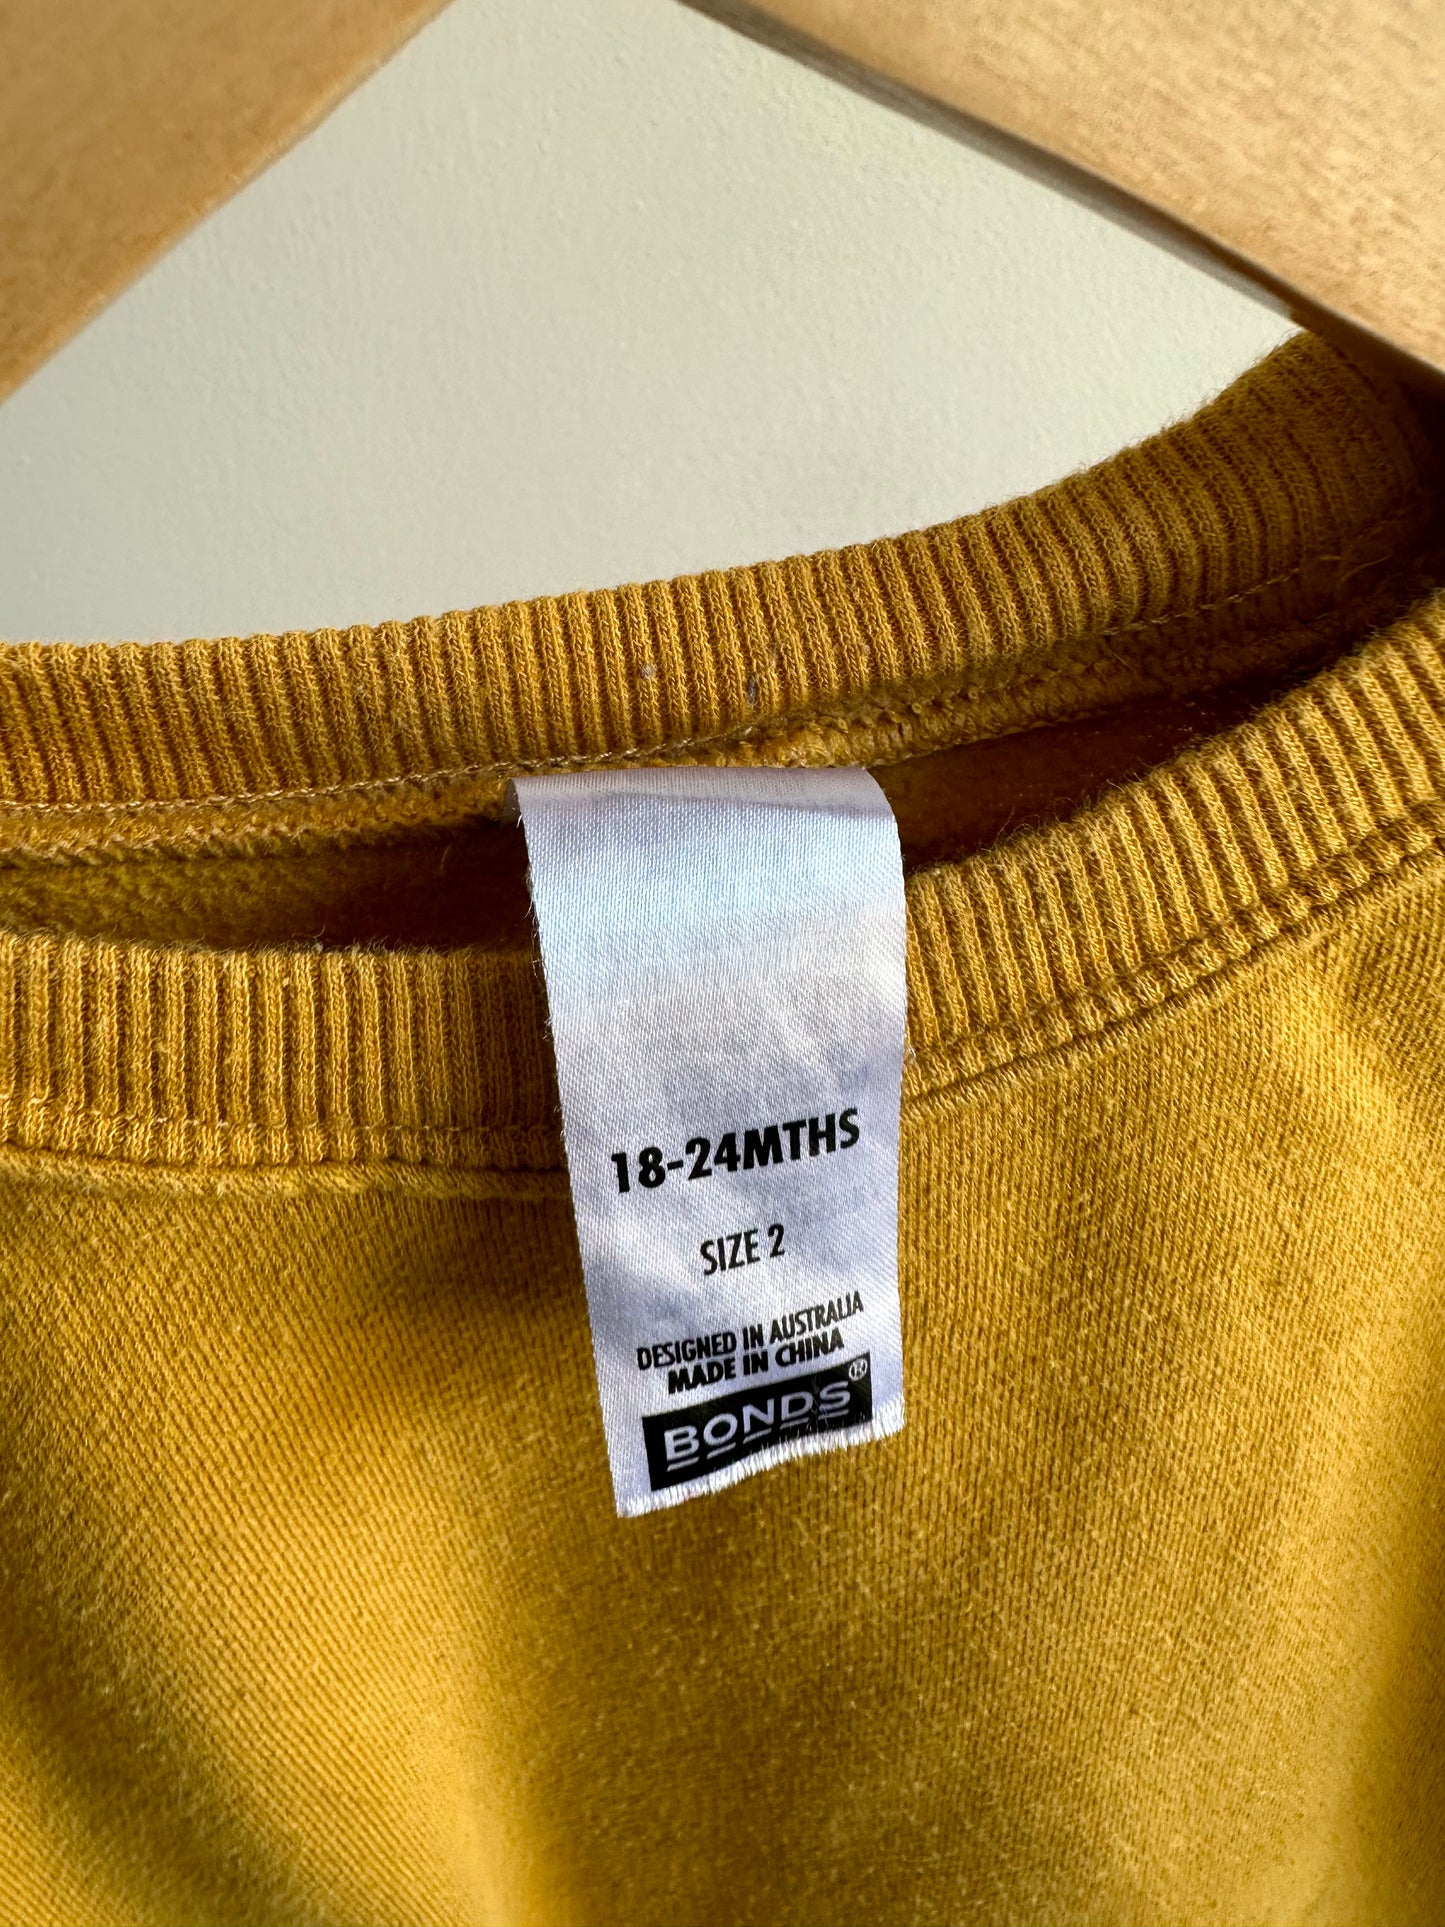 18-24MTHS
SIZE 2
DESIGNED IN AUSTRALIA
MADE IN CHINA
BONDS®